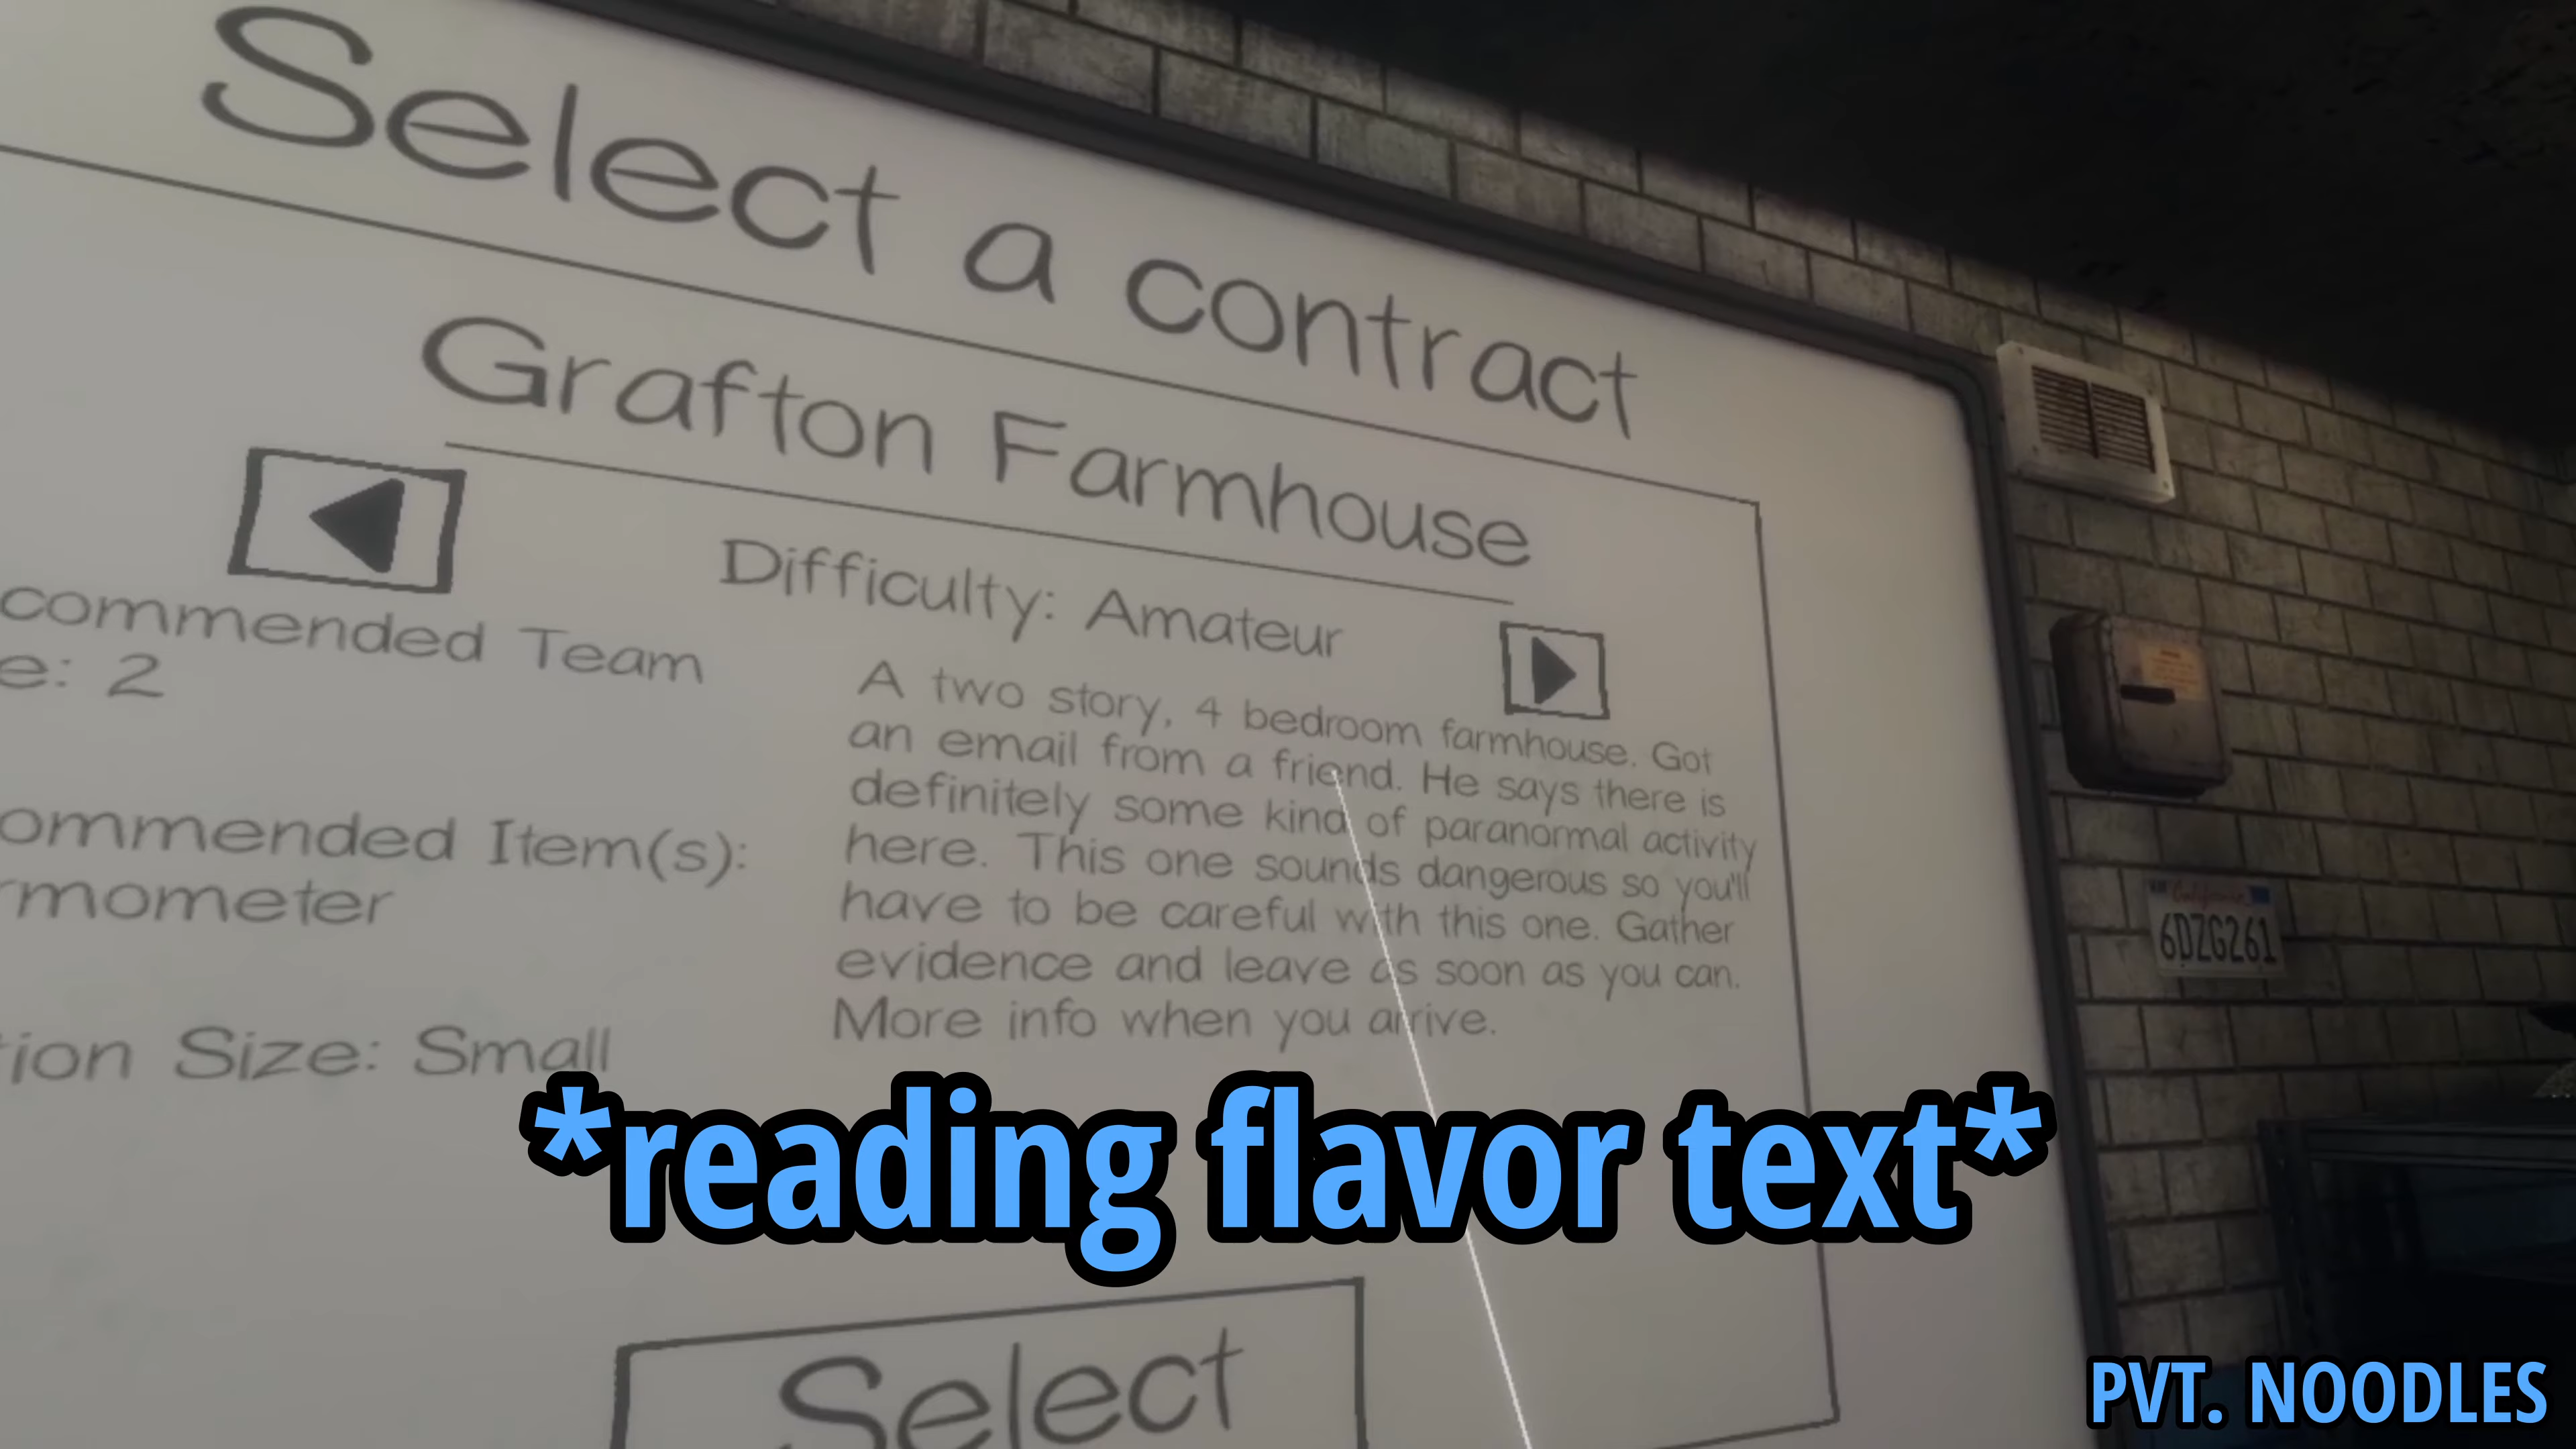 Select a contract
Grafton Farmhouse
Difficulty: Amateur
commended Team
e: 2
ommended Item(s):
rmometer
ion Size: Small
A two story, 4 bedroom farmhouse. Got
an email from a friend. He says there is
definitely some kind of paranormal activity
here. This one sounds dangerous so you'll
have to be careful with this one. Gather
evidence and leave as soon as you can.
More info when you arrive.
*reading flavor text*
Select
California
6DZG261
PVT. NOODLES